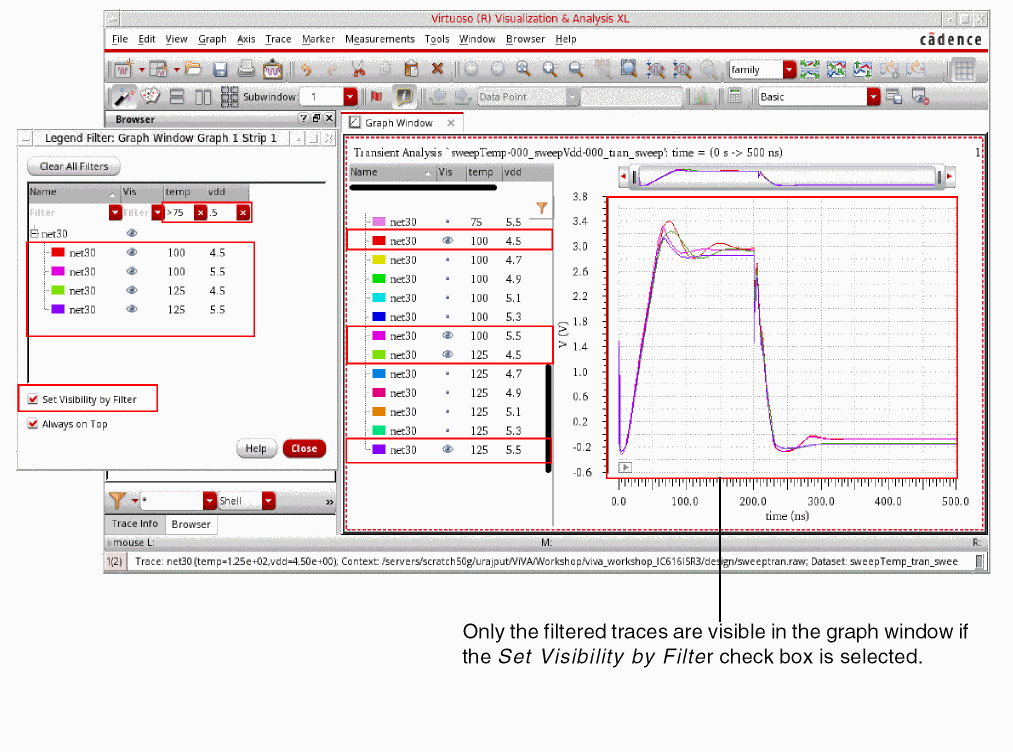 Virtuoso (R) Visualization & Analysis XL
File Edit View Graph Axis Trace Marker Measurements Tools Window Browser Help
cādence
family
Subwindow: 1
Data Point
Basic
Browser
Graph Window
Legend Filter: Graph Window Graph 1 Strip 1
Clear All Filters
Name Vis temp vdd
Filter Filter >75 .5
net30
net30 100 4.5
net30 100 5.5
net30 125 4.5
net30 125 5.5
Set Visibility by Filter
Always on Top
Help Close
* Shell »
Trace Info Browser
Transient Analysis `sweepTemp-000_sweepVdd-000_tran_sweep': time = (0 s -> 500 ns) 1
Name Vis temp vdd
net30 75 5.5
net30 100 4.5
net30 100 4.7
net30 100 4.9
net30 100 5.1
net30 100 5.3
net30 100 5.5
net30 125 4.5
net30 125 4.7
net30 125 4.9
net30 125 5.1
net30 125 5.3
net30 125 5.5
V (V)
3.8
3.4
3.0
2.6
2.2
1.8
1.4
1.0
0.6
0.2
-0.2
-0.6
0.0 100.0 200.0 300.0 400.0 500.0
time (ns)
mouse L: M: R:
1(2) Trace: net30 (temp=1.25e+02,vdd=4.50e+00); Context: /servers/scratch50g/urajput/ViVA/Workshop/viva_workshop_IC616ISR3/design/sweeptran.raw; Dataset: sweepTemp_tran_swee
Only the filtered traces are visible in the graph window if
the Set Visibility by Filter check box is selected.